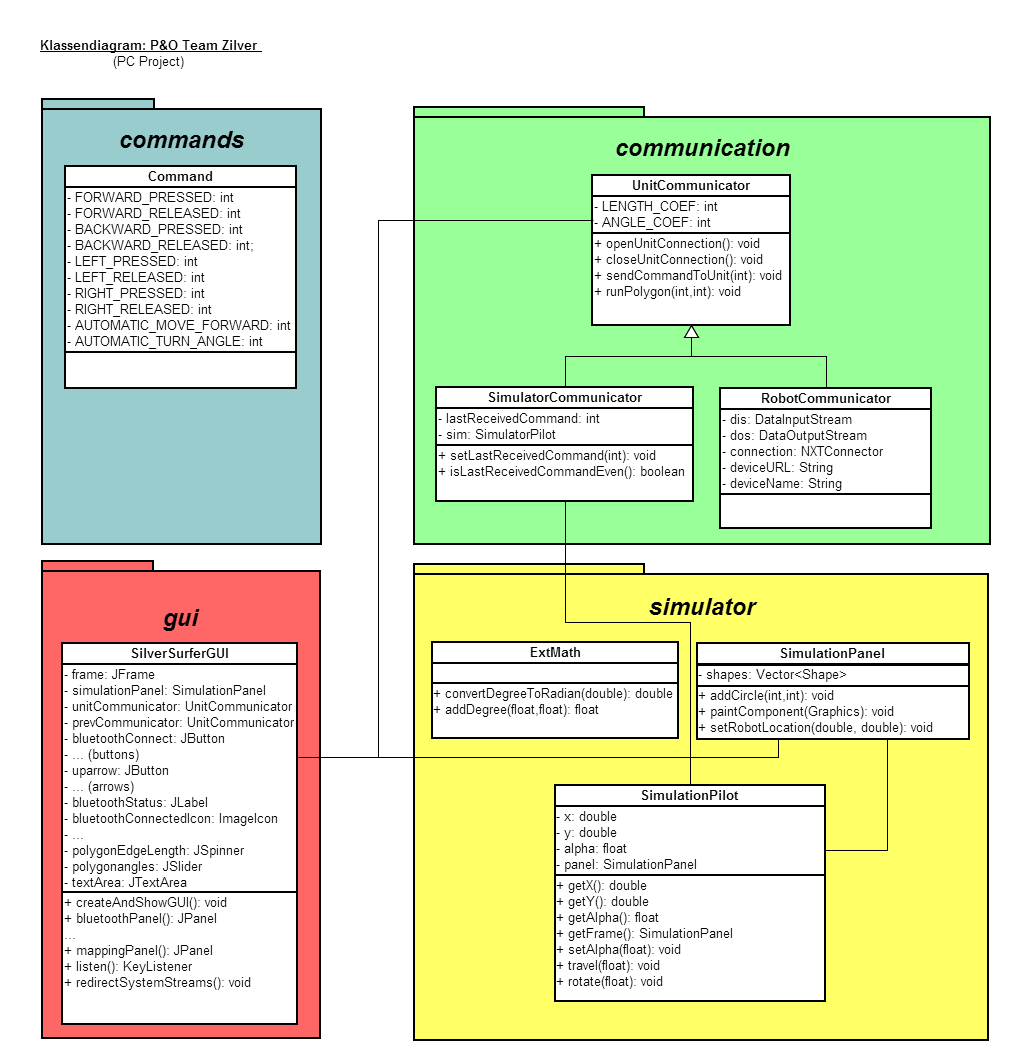 Klassendiagram: P&O Team Zilver
(PC Project)
commands
Command
- FORWARD_PRESSED: int
- FORWARD_RELEASED: int
- BACKWARD_PRESSED: int
- BACKWARD_RELEASED: int;
- LEFT_PRESSED: int
- LEFT_RELEASED: int
- RIGHT_PRESSED: int
- RIGHT_RELEASED: int
- AUTOMATIC_MOVE_FORWARD: int
- AUTOMATIC_TURN_ANGLE: int
communication
UnitCommunicator
- LENGTH_COEF: int
- ANGLE_COEF: int
+ openUnitConnection(): void
+ closeUnitConnection(): void
+ sendCommandToUnit(int): void
+ runPolygon(int,int): void
SimulatorCommunicator
- lastReceivedCommand: int
- sim: SimulatorPilot
+ setLastReceivedCommand(int): void
+ isLastReceivedCommandEven(): boolean
RobotCommunicator
- dis: DataInputStream
- dos: DataOutputStream
- connection: NXTConnector
- deviceURL: String
- deviceName: String
gui
SilverSurferGUI
- frame: JFrame
- simulationPanel: SimulationPanel
- unitCommunicator: UnitCommunicator
- prevCommunicator: UnitCommunicator
- bluetoothConnect: JButton
- ... (buttons)
- uparrow: JButton
- ... (arrows)
- bluetoothStatus: JLabel
- bluetoothConnectedIcon: ImageIcon
- ...
- polygonEdgeLength: JSpinner
- polygonangles: JSlider
- textArea: JTextArea
+ createAndShowGUI(): void
+ bluetoothPanel(): JPanel
...
+ mappingPanel(): JPanel
+ listen(): KeyListener
+ redirectSystemStreams(): void
simulator
ExtMath
+ convertDegreeToRadian(double): double
+ addDegree(float,float): float
SimulationPanel
- shapes: Vector<Shape>
+ addCircle(int,int): void
+ paintComponent(Graphics): void
+ setRobotLocation(double, double): void
SimulationPilot
- x: double
- y: double
- alpha: float
- panel: SimulationPanel
+ getX(): double
+ getY(): double
+ getAlpha(): float
+ getFrame(): SimulationPanel
+ setAlpha(float): void
+ travel(float): void
+ rotate(float): void